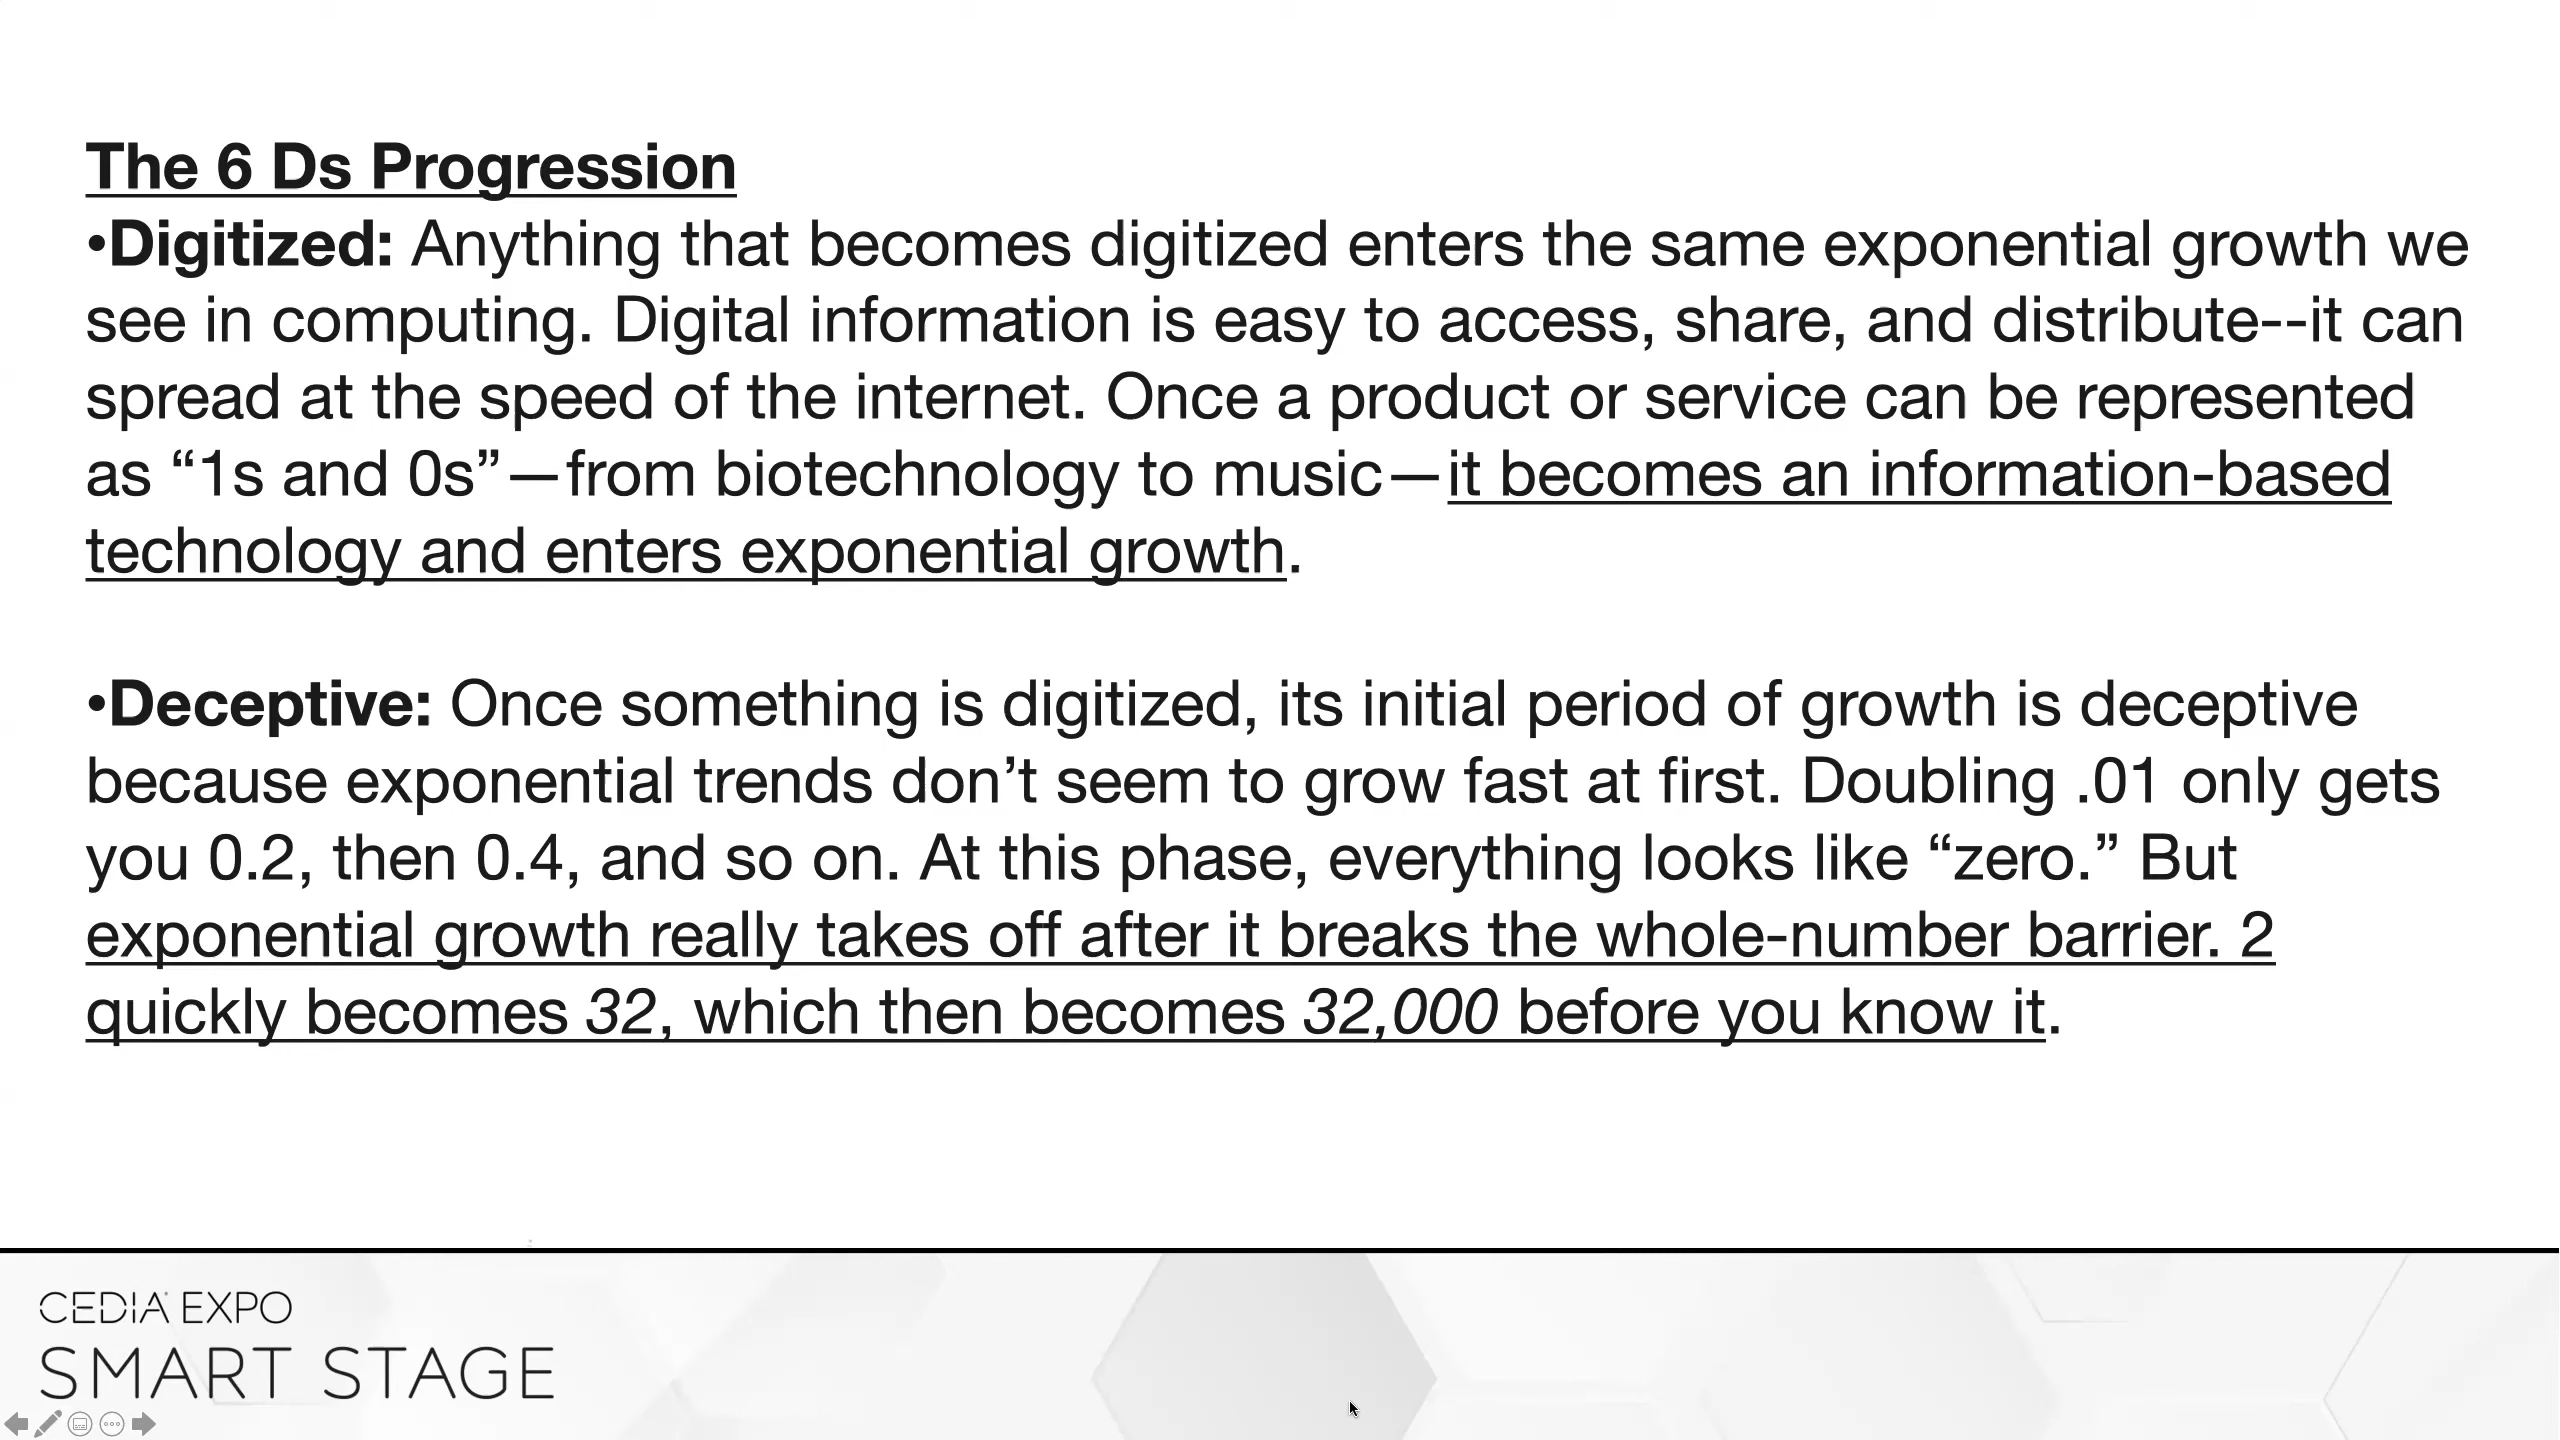 The 6 Ds Progression
•Digitized: Anything that becomes digitized enters the same exponential growth we
see in computing. Digital information is easy to access, share, and distribute--it can
spread at the speed of the internet. Once a product or service can be represented
as “1s and 0s”—from biotechnology to music—it becomes an information-based
technology and enters exponential growth.
•Deceptive: Once something is digitized, its initial period of growth is deceptive
because exponential trends don’t seem to grow fast at first. Doubling .01 only gets
you 0.2, then 0.4, and so on. At this phase, everything looks like “zero.” But
exponential growth really takes off after it breaks the whole-number barrier. 2
quickly becomes 32, which then becomes 32,000 before you know it.
CEDIA EXPO
SMART STAGE